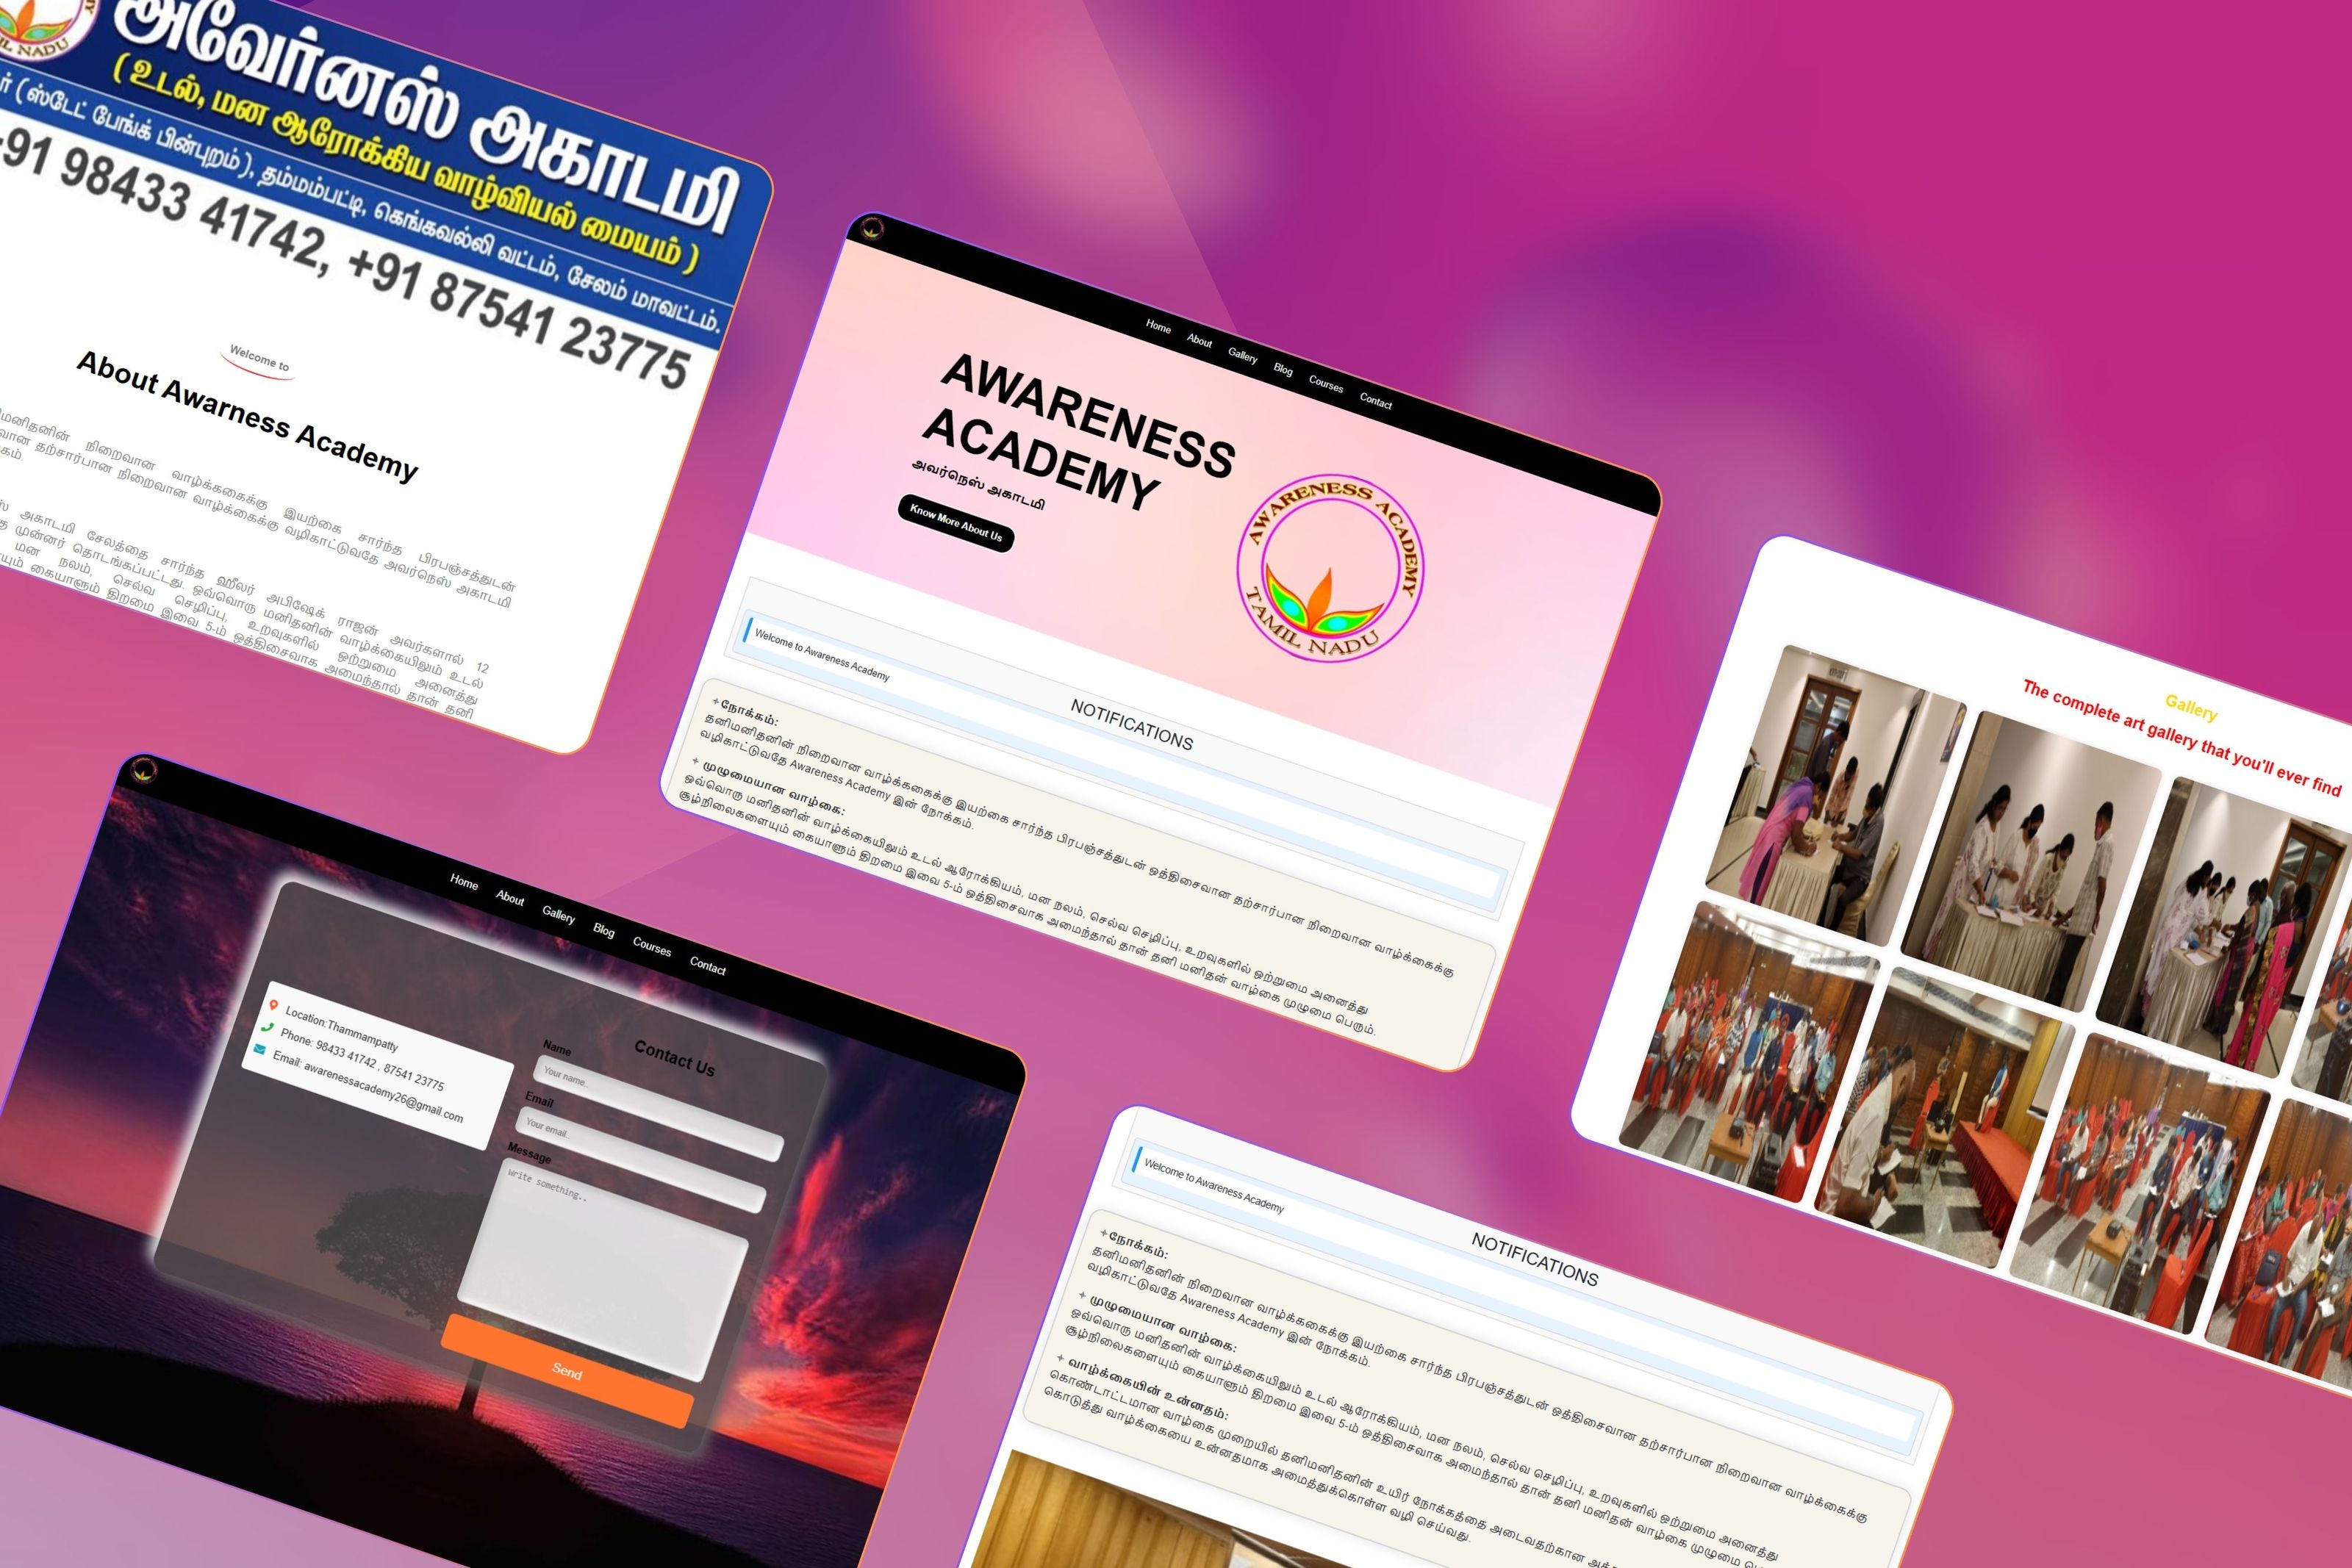 TAMIL NADU
அவேர்னஸ் அகாடமி
( உடல், மன ஆரோக்கிய வாழ்வியல் மையம் )
(ஸ்டேட் பேங்க் பின்புறம்), தம்மம்பட்டி, கெங்கவல்லி வட்டம், சேலம் மாவட்டம்.
+91 98433 41742, +91 87541 23775
Welcome to
About Awarness Academy
மனிதனின் நிறைவான வாழ்க்ககைக்கு இயற்கை சார்ந்த பிரபஞ்சத்துடன்
தற்சார்பான நிறைவான வாழ்க்கைக்கு வழிகாட்டுவதே அவர்நெஸ் அகாடமி
அகாடமி சேலத்தை சார்ந்த ஹீலர் அபிஷேக் ராஜன் அவர்களால் 12
முன்னர் தொடங்கப்பட்டது. ஒவ்வொரு மனிதனின் வாழ்க்கையிலும் உடல்
மன நலம், செல்வ செழிப்பு, உறவுகளில் ஒற்றுமை அனைத்து
கையாளும் திறமை இவை 5-ம் ஒத்திசைவாக அமைந்தால் தான் தனி
Home About Gallery Blog Courses Contact
AWARENESS
ACADEMY
அவர்நெஸ் அகாடமி
Know More About Us
AWARENESS ACADEMY
TAMIL NADU
NOTIFICATIONS
Welcome to Awareness Academy
+நோக்கம்:
தனிமனிதனின் நிறைவான வாழ்க்ககைக்கு இயற்கை சார்ந்த பிரபஞ்சத்துடன் ஒத்திசைவான தற்சார்பான நிறைவான வாழ்க்கைக்கு
வழிகாட்டுவதே Awareness Academy இன் நோக்கம்.
+ முழுமையான வாழ்கை:
ஒவ்வொரு மனிதனின் வாழ்க்கையிலும் உடல் ஆரோக்கியம், மன நலம், செல்வ செழிப்பு, உறவுகளில் ஒற்றுமை அனைத்து
சூழ்நிலைகளையும் கையாளும் திறமை இவை 5-ம் ஒத்திசைவாக அமைந்தால் தான் தனி மனிதன் வாழ்கை முழுமை பெரும்.
Gallery
The complete art gallery that you'll ever find
Home About Gallery Blog Courses Contact
Location:Thammampatty
Phone: 98433 41742 , 87541 23775
Email: awarenessacademy26@gmail.com
Contact Us
Name
Your name..
Email
Your email..
Message
write something..
Send
NOTIFICATIONS
Welcome to Awareness Academy
+நோக்கம்:
தனிமனிதனின் நிறைவான வாழ்க்ககைக்கு இயற்கை சார்ந்த பிரபஞ்சத்துடன் ஒத்திசைவான தற்சார்பான நிறைவான வாழ்க்கைக்கு
வழிகாட்டுவதே Awareness Academy இன் நோக்கம்.
+ முழுமையான வாழ்கை:
ஒவ்வொரு மனிதனின் வாழ்க்கையிலும் உடல் ஆரோக்கியம், மன நலம், செல்வ செழிப்பு, உறவுகளில் ஒற்றுமை அனைத்து
சூழ்நிலைகளையும் கையாளும் திறமை இவை 5-ம் ஒத்திசைவாக அமைந்தால் தான் தனி மனிதன் வாழ்கை முழுமை
+ வாழ்க்கையின் உன்னதம்:
கொண்டாட்டமான வாழ்கை முறையில் தனிமனிதனின் உயிர் நோக்கத்தை அடைவதற்கான
கொடுத்து வாழ்க்கையை உன்னதமாக அமைத்துக்கொள்ள வழி செய்வது.